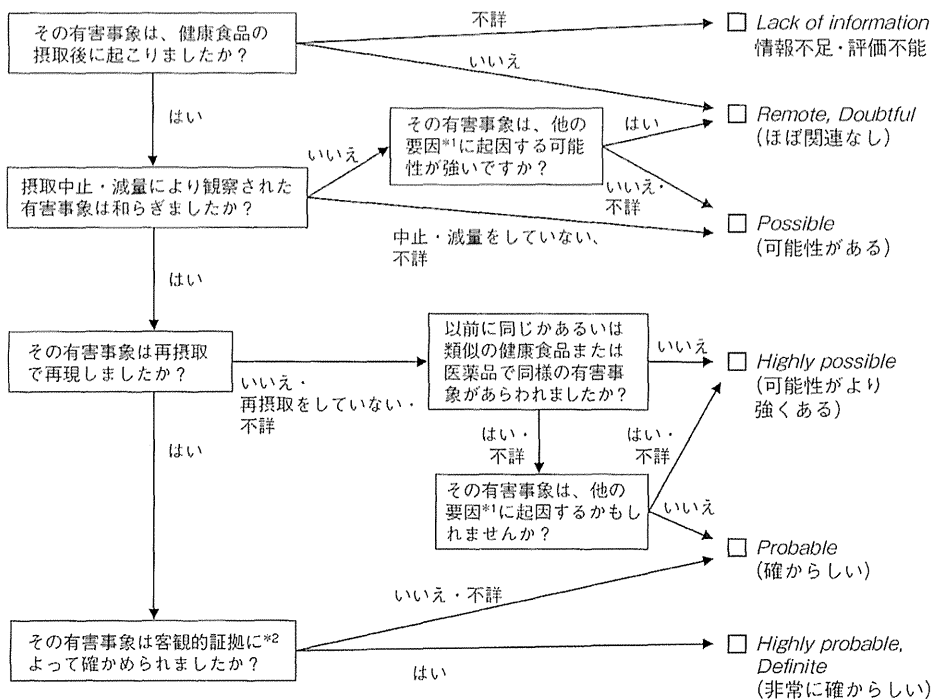 その有害事象は、健康食品の
摂取後に起こりましたか？
不詳
いいえ
はい
Lack of information
情報不足・評価不能
Remote, Doubtful
(ほぼ関連なし)
その有害事象は、他の
要因*1に起因する可能
性が強いですか？
はい
いいえ・
不詳
いいえ
摂取中止・減量により観察された
有害事象は和らぎましたか？
中止・減量をしていない、
不詳
Possible
(可能性がある)
はい
その有害事象は再摂取
で再現しましたか？
いいえ・
再摂取をしていない・
不詳
以前に同じかあるいは
類似の健康食品または
医薬品で同様の有害事
象があらわれましたか？
いいえ
Highly possible
(可能性がより
強くある)
はい・
不詳
はい・
不詳
はい
その有害事象は、他の
要因*1に起因するかもし
れませんか？
いいえ
Probable
(確からしい)
いいえ・不詳
その有害事象は客観的証拠に*2
よって確かめられましたか？
はい
Highly probable,
Definite
(非常に確からしい)